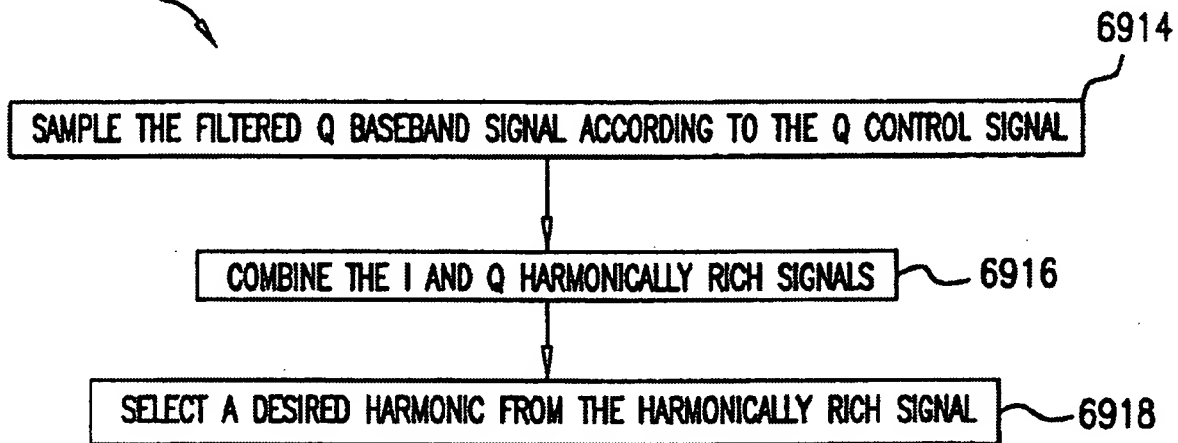 6914
SAMPLE THE FILTERED Q BASEBAND SIGNAL ACCORDING TO THE Q CONTROL SIGNAL
COMBINE THE I AND Q HARMONICALLY RICH SIGNALS
6916
SELECT A DESIRED HARMONIC FROM THE HARMONICALLY RICH SIGNAL
6918